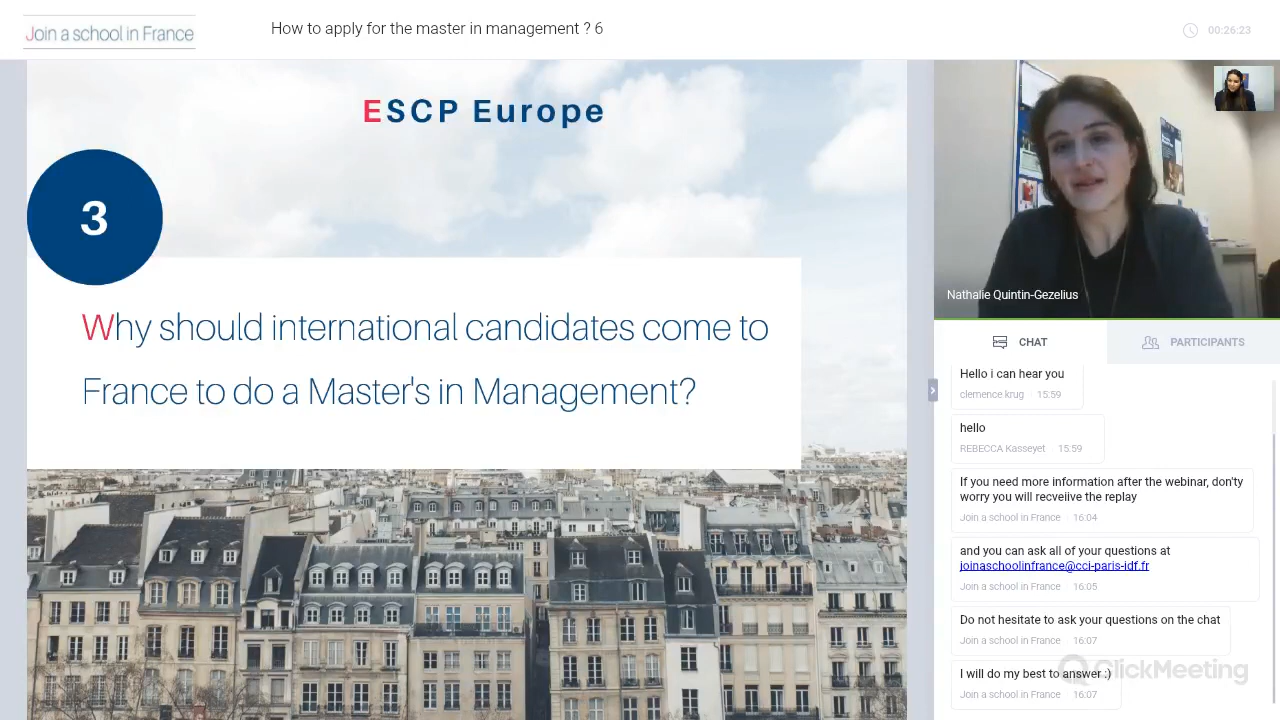 Join a school in France
How to apply for the master in management ? 6
00:26:23
ESCP Europe
3
Why should international candidates come to
France to do a Master's in Management?
Nathalie Quintin-Gezelius
CHAT
PARTICIPANTS
Hello i can hear you
clemence krug · 15:59
hello
REBECCA Kasseyet · 15:59
If you need more information after the webinar, don'ty
worry you will recveiive the replay
Join a school in France · 16:04
and you can ask all of your questions at
joinaschoolinfrance@cci-paris-idf.fr
Join a school in France · 16:05
Do not hesitate to ask your questions on the chat
Join a school in France · 16:07
I will do my best to answer :)
Join a school in France · 16:07
ClickMeeting